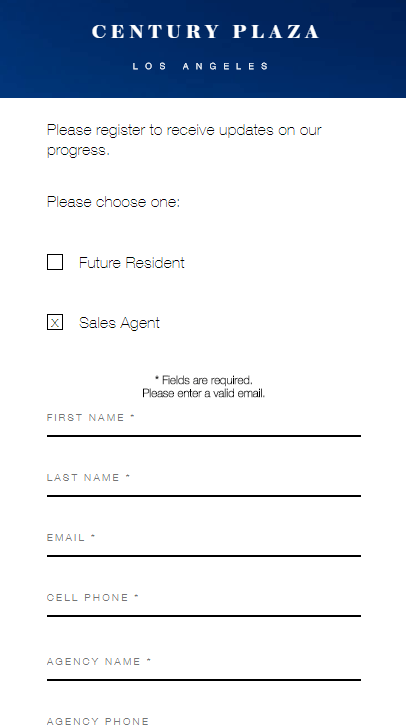 CENTURY PLAZA
LOS ANGELES
Please register to receive updates on our
progress.
Please choose one:
Future Resident
x Sales Agent
* Fields are required.
Please enter a valid email.
FIRST NAME *
LAST NAME *
EMAIL *
CELL PHONE *
AGENCY NAME *
AGENCY PHONE